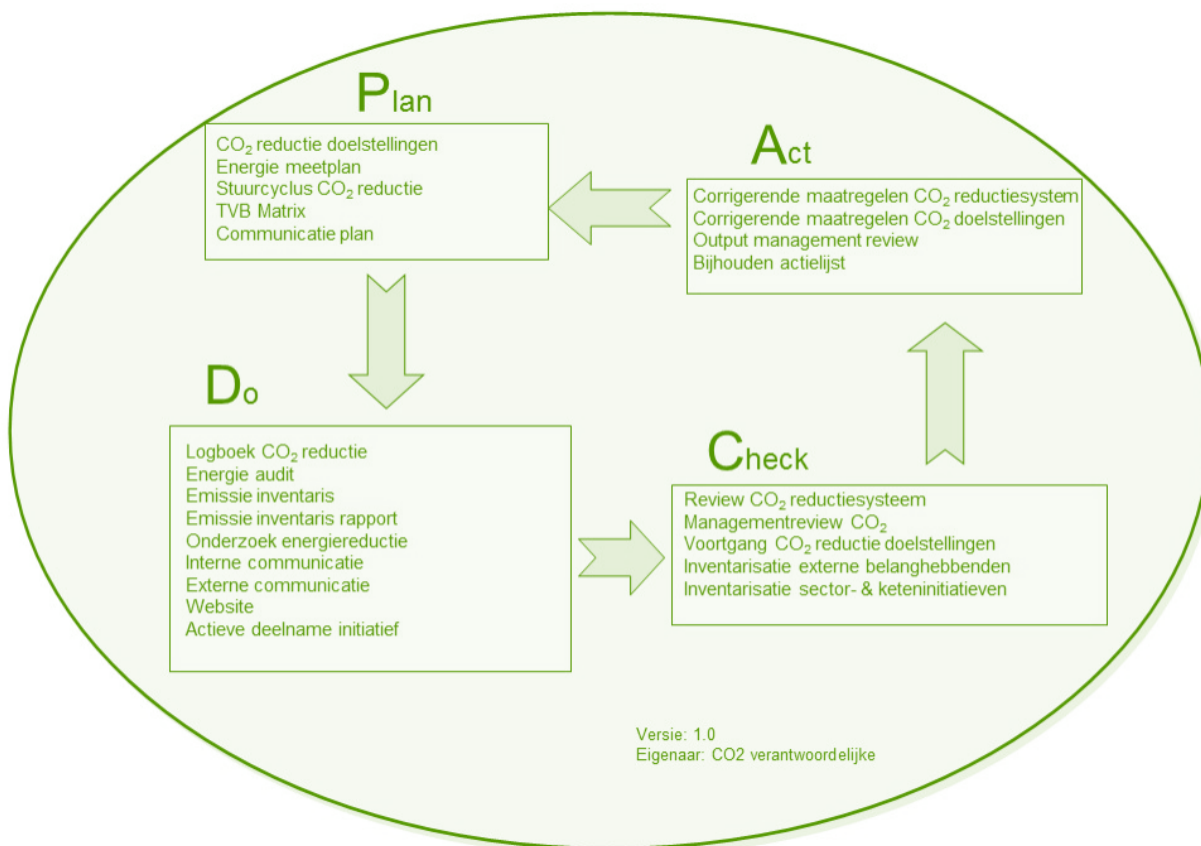 Plan
CO₂ reductie doelstellingen
Energie meetplan
Stuurcyclus CO₂ reductie
TVB Matrix
Communicatie plan
Act
Corrigerende maatregelen CO₂ reductiesystem
Corrigerende maatregelen CO₂ doelstellingen
Output management review
Bijhouden actielijst
Do
Logboek CO₂ reductie
Energie audit
Emissie inventaris
Emissie inventaris rapport
Onderzoek energiereductie
Interne communicatie
Externe communicatie
Website
Actieve deelname initiatief
Check
Review CO₂ reductiesysteem
Managementreview CO₂
Voortgang CO₂ reductie doelstellingen
Inventarisatie externe belanghebbenden
Inventarisatie sector- & keteninitiatieven
Versie: 1.0
Eigenaar: CO2 verantwoordelijke